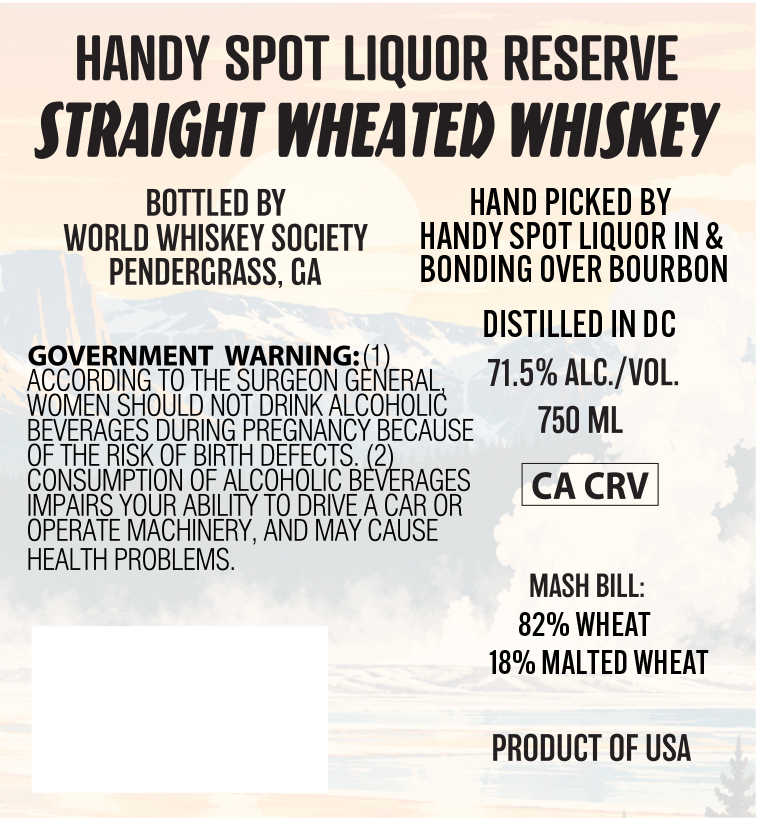 HANDY SPOT LIQUOR RESERVE
STRAIGHT WHEATED WHISKEY
BOTTLED BY
WORLD WHISKEY SOCIETY
PENDERGRASS, GA
HAND PICKED BY
HANDY SPOT LIQUOR IN &
BONDING OVER BOURBON
DISTILLED IN DC
71.5% ALC./VOL.
750 ML
CA CRV
GOVERNMENT WARNING: (1)
ACCORDING TO THE SURGEON GENERAL,
WOMEN SHOULD NOT DRINK ALCOHOLIC
BEVERAGES DURING PREGNANCY BECAUSE
OF THE RISK OF BIRTH DEFECTS. (2)
CONSUMPTION OF ALCOHOLIC BEVERAGES
IMPAIRS YOUR ABILITY TO DRIVE A CAR OR
OPERATE MACHINERY, AND MAY CAUSE
HEALTH PROBLEMS.
MASH BILL:
82% WHEAT
18% MALTED WHEAT
PRODUCT OF USA